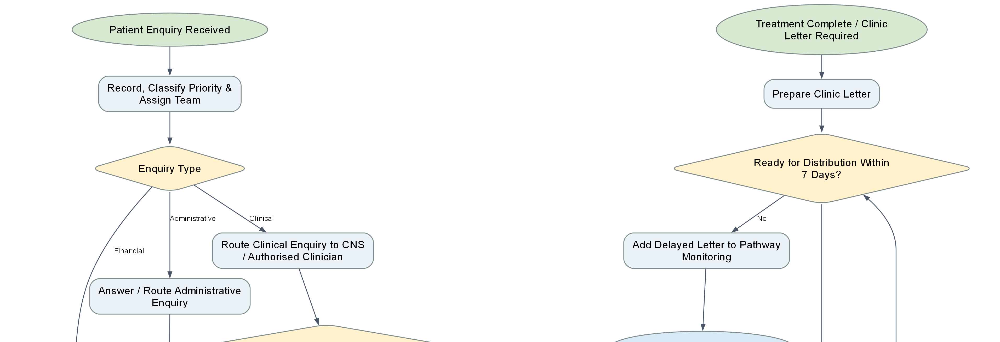 Patient Enquiry Received
Record, Classify Priority &
Assign Team
Enquiry Type
Financial
Administrative
Clinical
Route Clinical Enquiry to CNS
/ Authorised Clinician
Answer / Route Administrative
Enquiry
Treatment Complete / Clinic
Letter Required
Prepare Clinic Letter
Ready for Distribution Within
7 Days?
No
Add Delayed Letter to Pathway
Monitoring